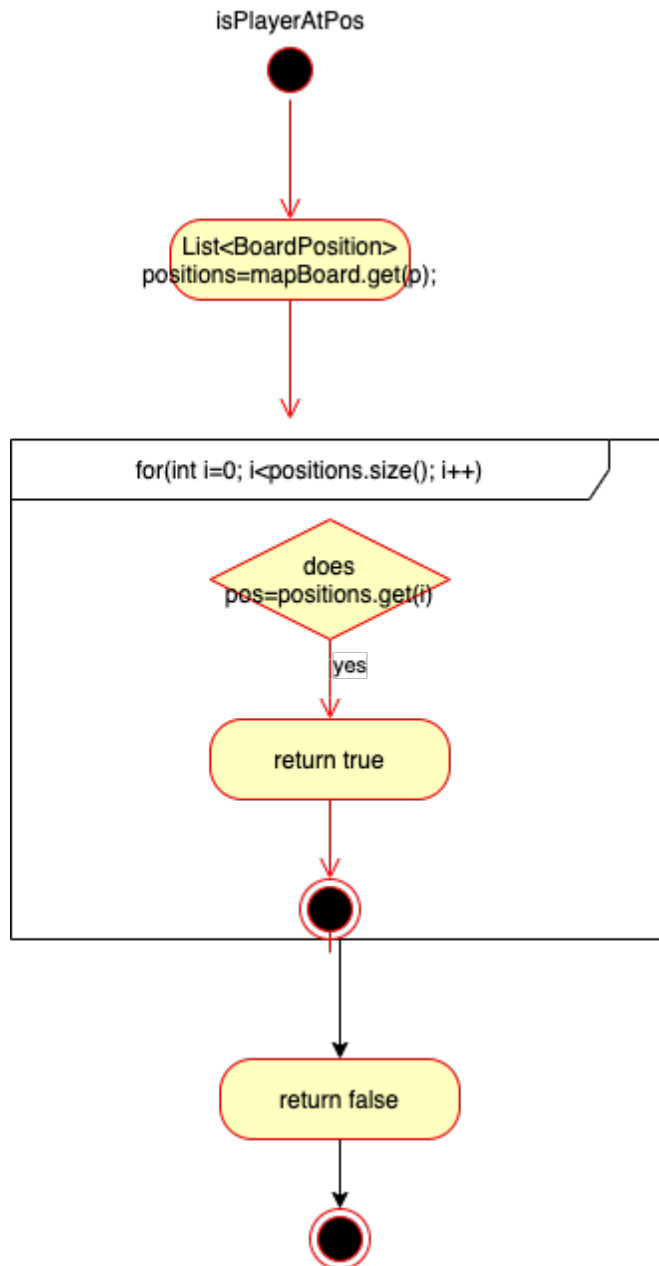 isPlayerAtPos
List<BoardPosition>
positions=mapBoard.get(p);
for(int i=0; i<positions.size(); i++)
does
pos=positions.get(i)
yes
return true
return false